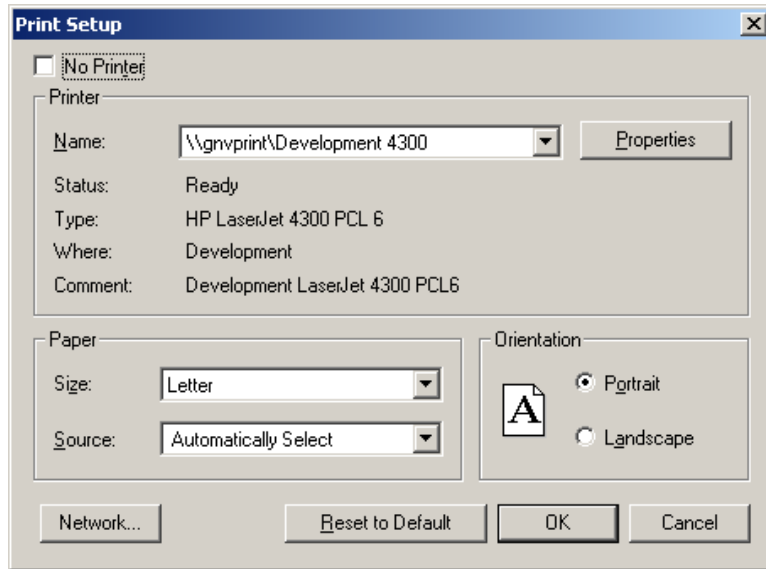 Print Setup
No Printer
Printer
Name: \\gnvprint\Development 4300 Properties
Status: Ready
Type: HP LaserJet 4300 PCL 6
Where: Development
Comment: Development LaserJet 4300 PCL6
Paper
Size: Letter
Source: Automatically Select
Orientation
A
Portrait
Landscape
Network... Reset to Default OK Cancel